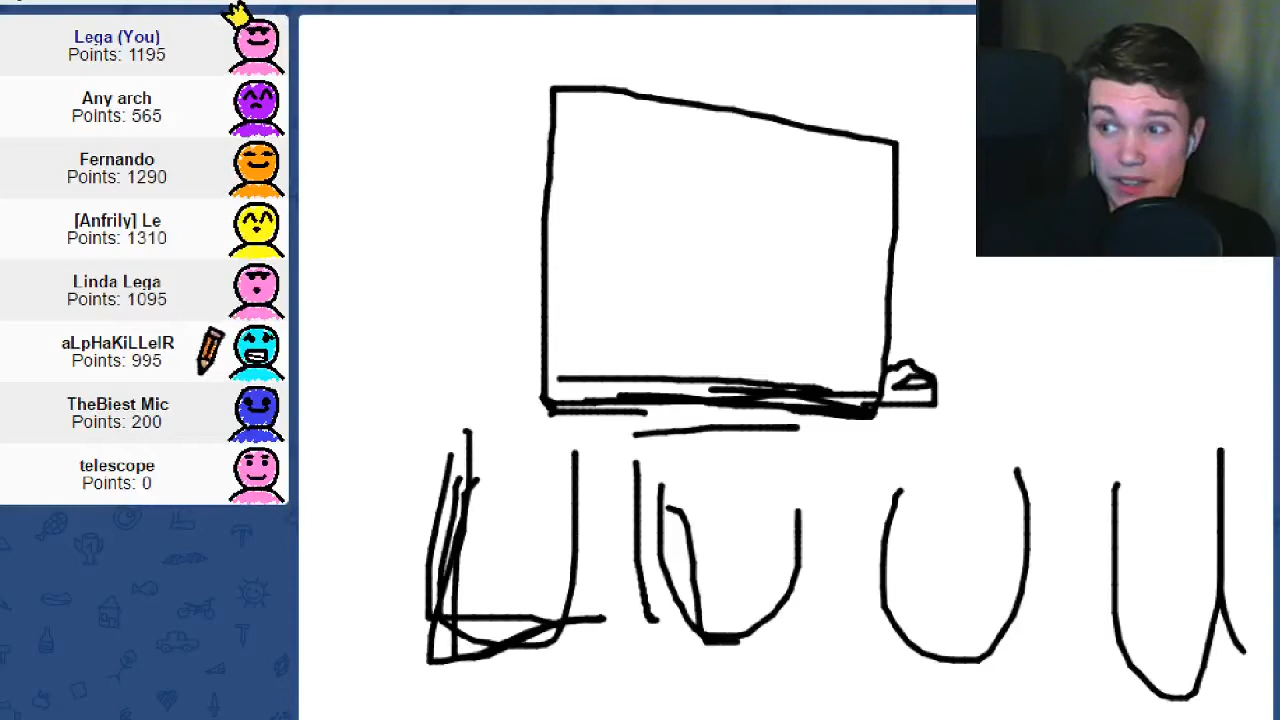 Lega (You)
Points: 1195
Any arch
Points: 565
Fernando
Points: 1290
[Anfrily] Le
Points: 1310
Linda Lega
Points: 1095
aLpHaKiLLeIR
Points: 995
TheBiest Mic
Points: 200
telescope
Points: 0